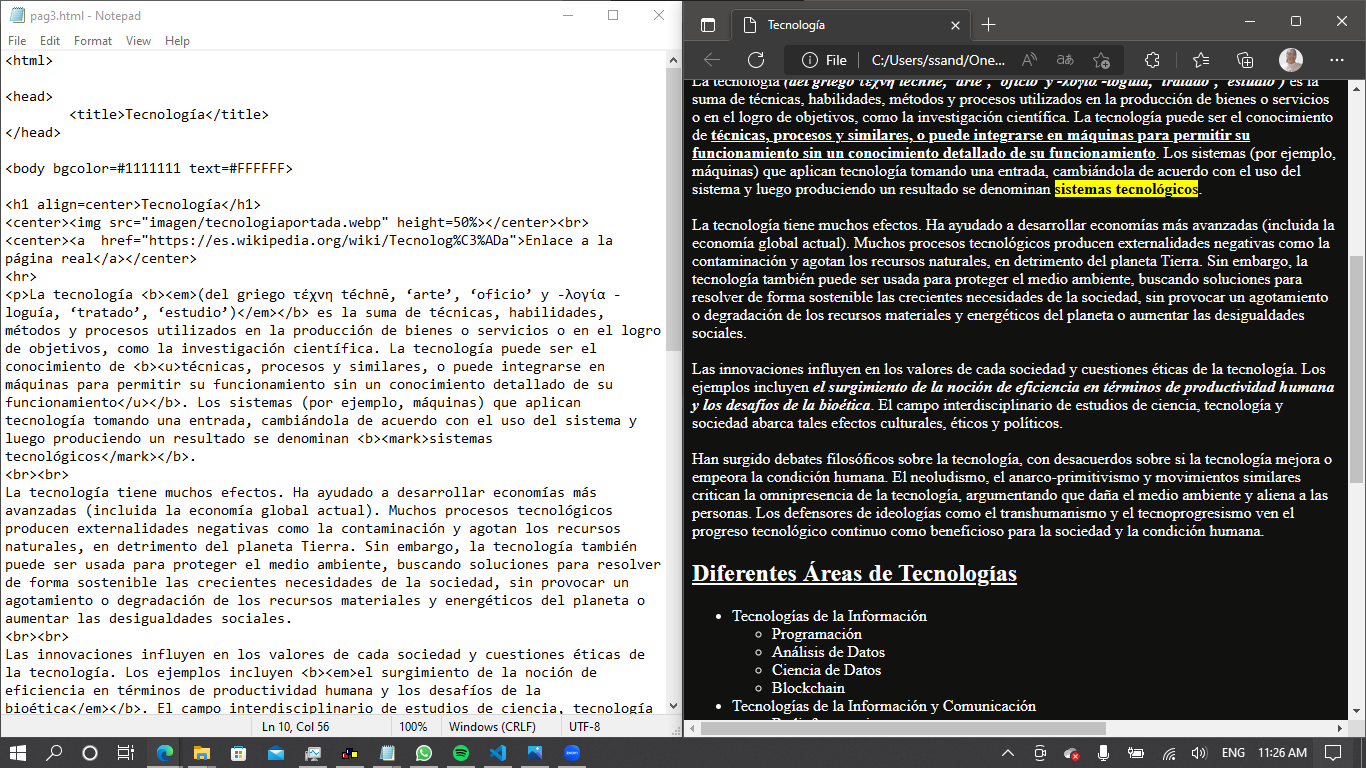 pag3.html - Notepad
File Edit Format View Help
<html>
<head>
<title>Tecnología</title>
</head>
<body bgcolor=#1111111 text=#FFFFFF>
<h1 align=center>Tecnología</h1>
<center><img src="imagen/tecnologiaportada.webp" height=50%></center><br>
<center><a  href="https://es.wikipedia.org/wiki/Tecnolog%C3%ADa">Enlace a la
página real</a></center>
<hr>
<p>La tecnología <b><em>(del griego τέχνη téchnē, ‘arte’, ‘oficio’ y -λογία -
loguía, ‘tratado’, ‘estudio’)</em></b> es la suma de técnicas, habilidades,
métodos y procesos utilizados en la producción de bienes o servicios o en el logro
de objetivos, como la investigación científica. La tecnología puede ser el
conocimiento de <b><u>técnicas, procesos y similares, o puede integrarse en
máquinas para permitir su funcionamiento sin un conocimiento detallado de su
funcionamiento</u></b>. Los sistemas (por ejemplo, máquinas) que aplican
tecnología tomando una entrada, cambiándola de acuerdo con el uso del sistema y
luego produciendo un resultado se denominan <b><mark>sistemas
tecnológicos</mark></b>.
<br><br>
La tecnología tiene muchos efectos. Ha ayudado a desarrollar economías más
avanzadas (incluida la economía global actual). Muchos procesos tecnológicos
producen externalidades negativas como la contaminación y agotan los recursos
naturales, en detrimento del planeta Tierra. Sin embargo, la tecnología también
puede ser usada para proteger el medio ambiente, buscando soluciones para resolver
de forma sostenible las crecientes necesidades de la sociedad, sin provocar un
agotamiento o degradación de los recursos materiales y energéticos del planeta o
aumentar las desigualdades sociales.
<br><br>
Las innovaciones influyen en los valores de cada sociedad y cuestiones éticas de
la tecnología. Los ejemplos incluyen <b><em>el surgimiento de la noción de
eficiencia en términos de productividad humana y los desafíos de la
bioética</em></b>. El campo interdisciplinario de estudios de ciencia, tecnología
Ln 10, Col 56 100% Windows (CRLF) UTF-8
Tecnología
File C:/Users/ssand/One...
La tecnología (del griego τέχνη téchnē, ‘arte’, ‘oficio’ y -λογία -loguía, ‘tratado’, ‘estudio’) es la
suma de técnicas, habilidades, métodos y procesos utilizados en la producción de bienes o servicios
o en el logro de objetivos, como la investigación científica. La tecnología puede ser el conocimiento
de técnicas, procesos y similares, o puede integrarse en máquinas para permitir su
funcionamiento sin un conocimiento detallado de su funcionamiento. Los sistemas (por ejemplo,
máquinas) que aplican tecnología tomando una entrada, cambiándola de acuerdo con el uso del
sistema y luego produciendo un resultado se denominan sistemas tecnológicos.
La tecnología tiene muchos efectos. Ha ayudado a desarrollar economías más avanzadas (incluida la
economía global actual). Muchos procesos tecnológicos producen externalidades negativas como la
contaminación y agotan los recursos naturales, en detrimento del planeta Tierra. Sin embargo, la
tecnología también puede ser usada para proteger el medio ambiente, buscando soluciones para
resolver de forma sostenible las crecientes necesidades de la sociedad, sin provocar un agotamiento
o degradación de los recursos materiales y energéticos del planeta o aumentar las desigualdades
sociales.
Las innovaciones influyen en los valores de cada sociedad y cuestiones éticas de la tecnología. Los
ejemplos incluyen el surgimiento de la noción de eficiencia en términos de productividad humana
y los desafíos de la bioética. El campo interdisciplinario de estudios de ciencia, tecnología y
sociedad abarca tales efectos culturales, éticos y políticos.
Han surgido debates filosóficos sobre la tecnología, con desacuerdos sobre si la tecnología mejora o
empeora la condición humana. El neoludismo, el anarco-primitivismo y movimientos similares
critican la omnipresencia de la tecnología, argumentando que daña el medio ambiente y aliena a las
personas. Los defensores de ideologías como el transhumanismo y el tecnoprogresismo ven el
progreso tecnológico continuo como beneficioso para la sociedad y la condición humana.
Diferentes Áreas de Tecnologías
Tecnologías de la Información
Programación
Análisis de Datos
Ciencia de Datos
Blockchain
Tecnologías de la Información y Comunicación
ENG 11:26 AM